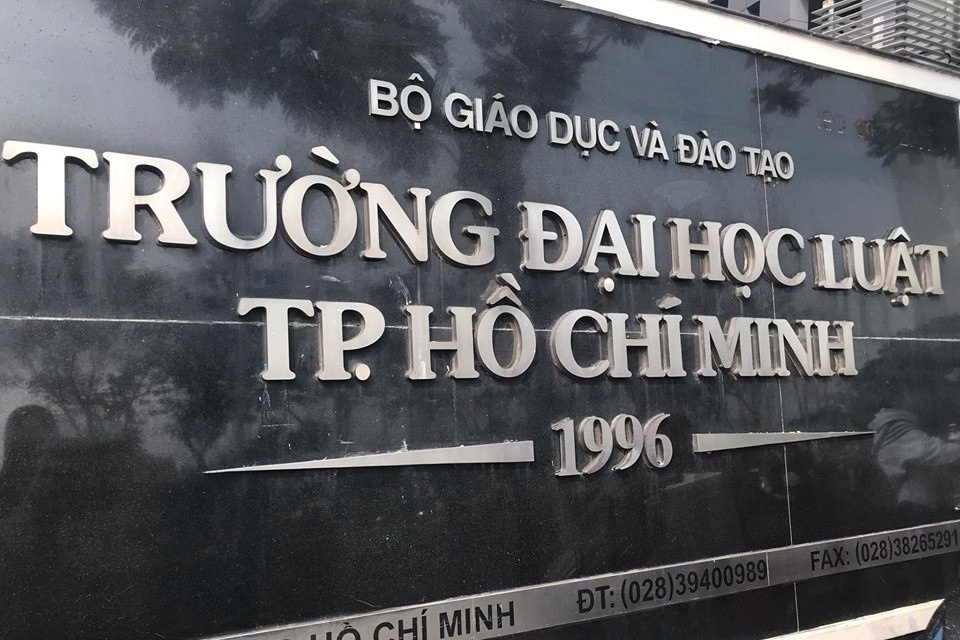 BỘ GIÁO DỤC VÀ ĐÀO TẠO
TRƯỜNG ĐẠI HỌC LUẬT
TP. HỒ CHÍ MINH
1996
HỒ CHÍ MINH ĐT: (028)39400989 FAX: (028)38265291